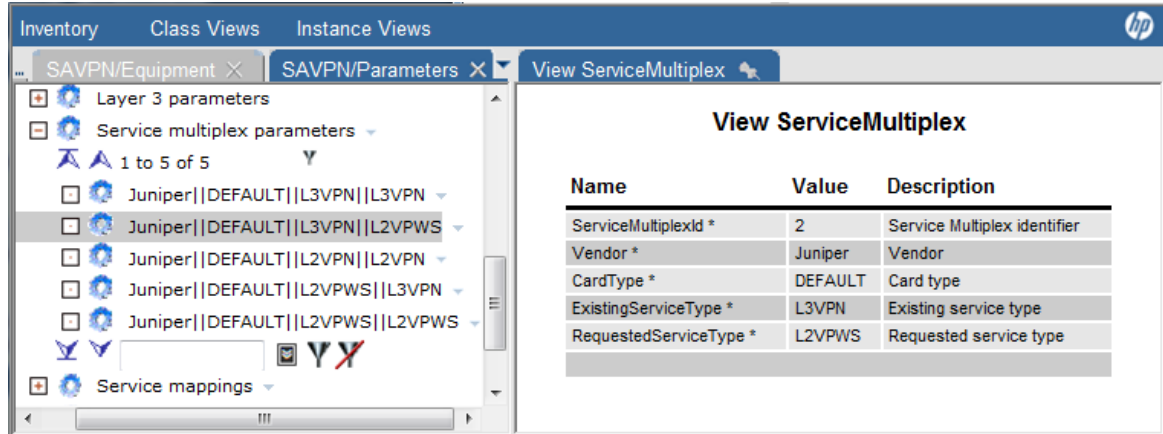 Inventory Class Views Instance Views
hp
... SAVPN/Equipment SAVPN/Parameters View ServiceMultiplex
Layer 3 parameters
Service multiplex parameters
1 to 5 of 5
Juniper||DEFAULT||L3VPN||L3VPN
Juniper||DEFAULT||L3VPN||L2VPWS
Juniper||DEFAULT||L2VPN||L2VPN
Juniper||DEFAULT||L2VPWS||L3VPN
Juniper||DEFAULT||L2VPWS||L2VPWS
Service mappings
View ServiceMultiplex
Name Value Description
ServiceMultiplexId * 2 Service Multiplex identifier
Vendor * Juniper Vendor
CardType * DEFAULT Card type
ExistingServiceType * L3VPN Existing service type
RequestedServiceType * L2VPWS Requested service type